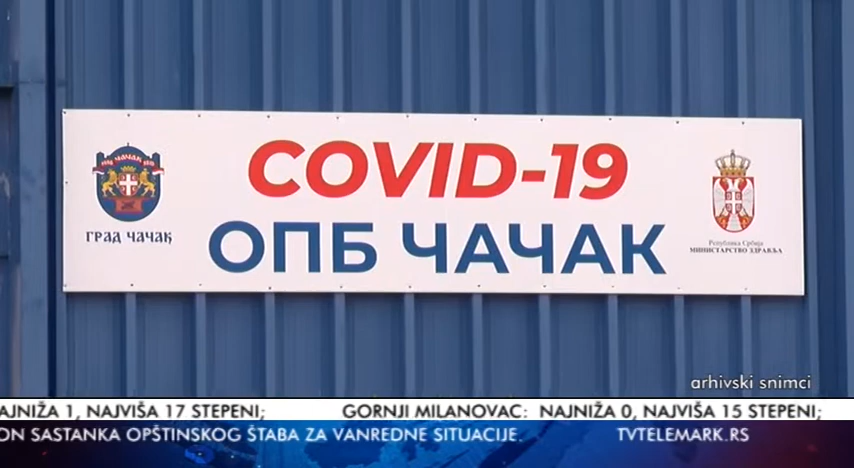 COVID-19
ОПБ ЧАЧАК
ГРАД ЧАЧАК
Република Србија
МИНИСТАРСТВО ЗДРАВЉА
arhivski snimci
AJNIŽA 1, NAJVIŠA 17 STEPENI; GORNJI MILANOVAC: NAJNIŽA 0, NAJVIŠA 15 STEPENI;
ON SASTANKA OPŠTINSKOG ŠTABA ZA VANREDNE SITUACIJE. TVTELEMARK.RS